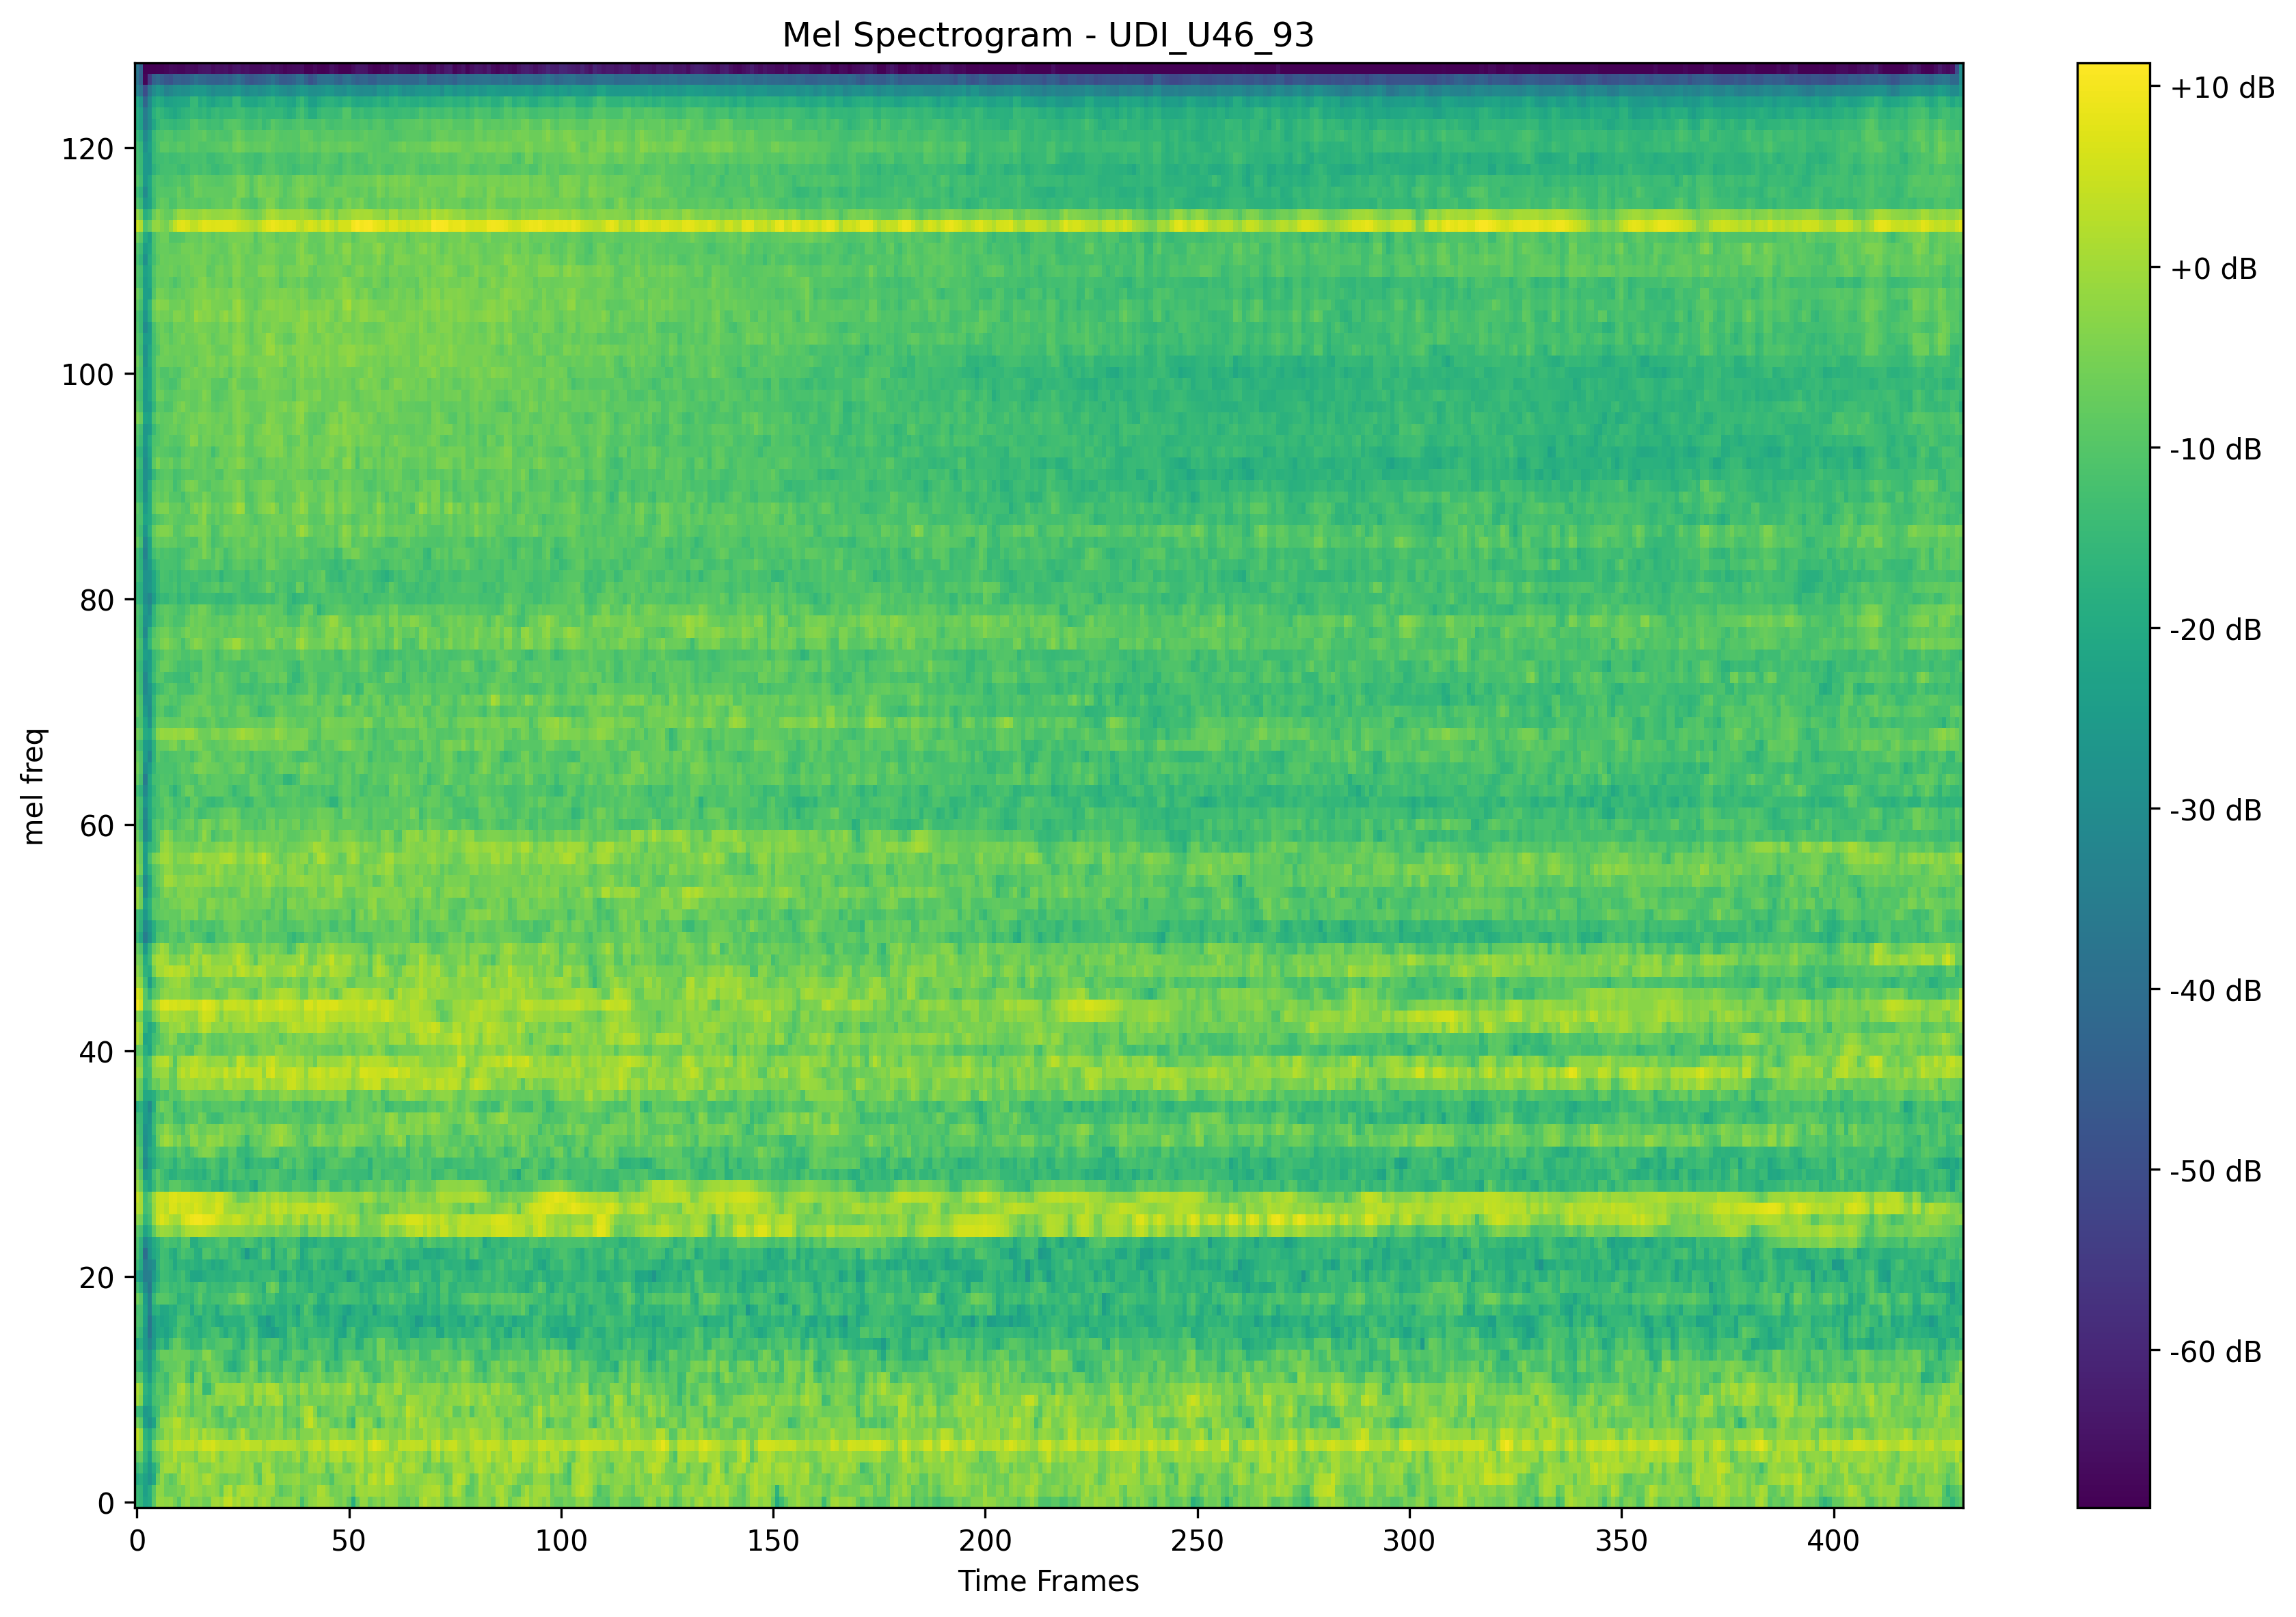 Mel Spectrogram - UDI_U46_93
mel freq
120
100
80
60
40
20
0
0 50 100 150 200 250 300 350 400
Time Frames
+10 dB
+0 dB
-10 dB
-20 dB
-30 dB
-40 dB
-50 dB
-60 dB